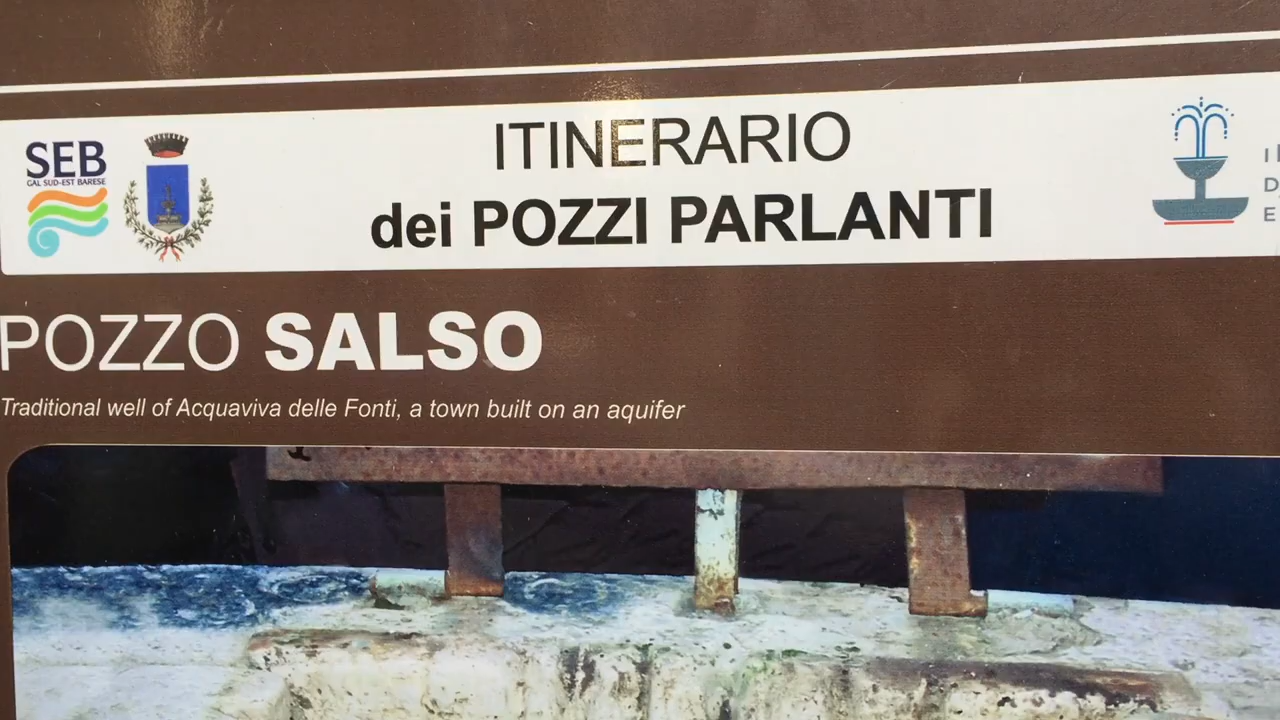 SEB
GAL SUD-EST BARESE
ITINERARIO
dei POZZI PARLANTI
POZZO SALSO
Traditional well of Acquaviva delle Fonti, a town built on an aquifer